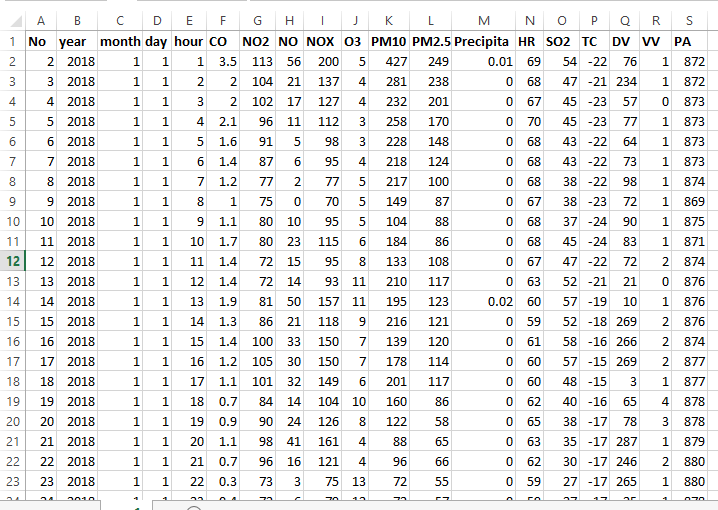 A B C D E F G H I J K L M N O P Q R S
1 No year month day hour CO NO2 NO NOX O3 PM10 PM2.5 Precipita HR SO2 TC DV VV PA
2 2 2018 1 1 1 3.5 113 56 200 5 427 249 0.01 69 54 -22 76 1 872
3 3 2018 1 1 2 2 104 21 137 4 281 238 0 68 47 -21 234 1 872
4 4 2018 1 1 3 2 102 17 127 4 232 201 0 67 45 -23 57 0 873
5 5 2018 1 1 4 2.1 96 11 112 3 258 170 0 70 45 -23 77 1 873
6 6 2018 1 1 5 1.6 91 5 98 3 228 148 0 68 43 -22 64 1 873
7 7 2018 1 1 6 1.4 87 6 95 4 218 124 0 68 43 -22 73 1 873
8 8 2018 1 1 7 1.2 77 2 77 5 217 100 0 68 38 -22 98 1 874
9 9 2018 1 1 8 1 75 0 70 5 149 87 0 67 38 -23 72 1 869
10 10 2018 1 1 9 1.1 80 10 95 5 104 88 0 68 37 -24 90 1 875
11 11 2018 1 1 10 1.7 80 23 115 6 184 86 0 68 45 -24 83 1 871
12 12 2018 1 1 11 1.4 72 15 95 8 133 108 0 67 47 -22 72 2 874
13 13 2018 1 1 12 1.4 72 14 93 11 210 117 0 63 52 -21 21 0 876
14 14 2018 1 1 13 1.9 81 50 157 11 195 123 0.02 60 57 -19 10 1 876
15 15 2018 1 1 14 1.3 86 21 118 9 216 121 0 59 52 -18 269 2 876
16 16 2018 1 1 15 1.4 100 33 150 7 139 120 0 61 58 -16 266 2 874
17 17 2018 1 1 16 1.2 105 30 150 7 178 114 0 60 57 -15 269 2 877
18 18 2018 1 1 17 1.1 101 32 149 6 201 117 0 60 48 -15 3 1 877
19 19 2018 1 1 18 0.7 84 14 104 10 160 86 0 62 40 -16 65 4 878
20 20 2018 1 1 19 0.9 90 24 126 8 122 58 0 65 38 -17 78 3 878
21 21 2018 1 1 20 1.1 98 41 161 4 88 65 0 63 35 -17 287 1 879
22 22 2018 1 1 21 0.7 96 16 121 4 96 66 0 62 30 -17 246 2 880
23 23 2018 1 1 22 0.3 73 3 75 13 72 55 0 59 27 -17 265 1 880